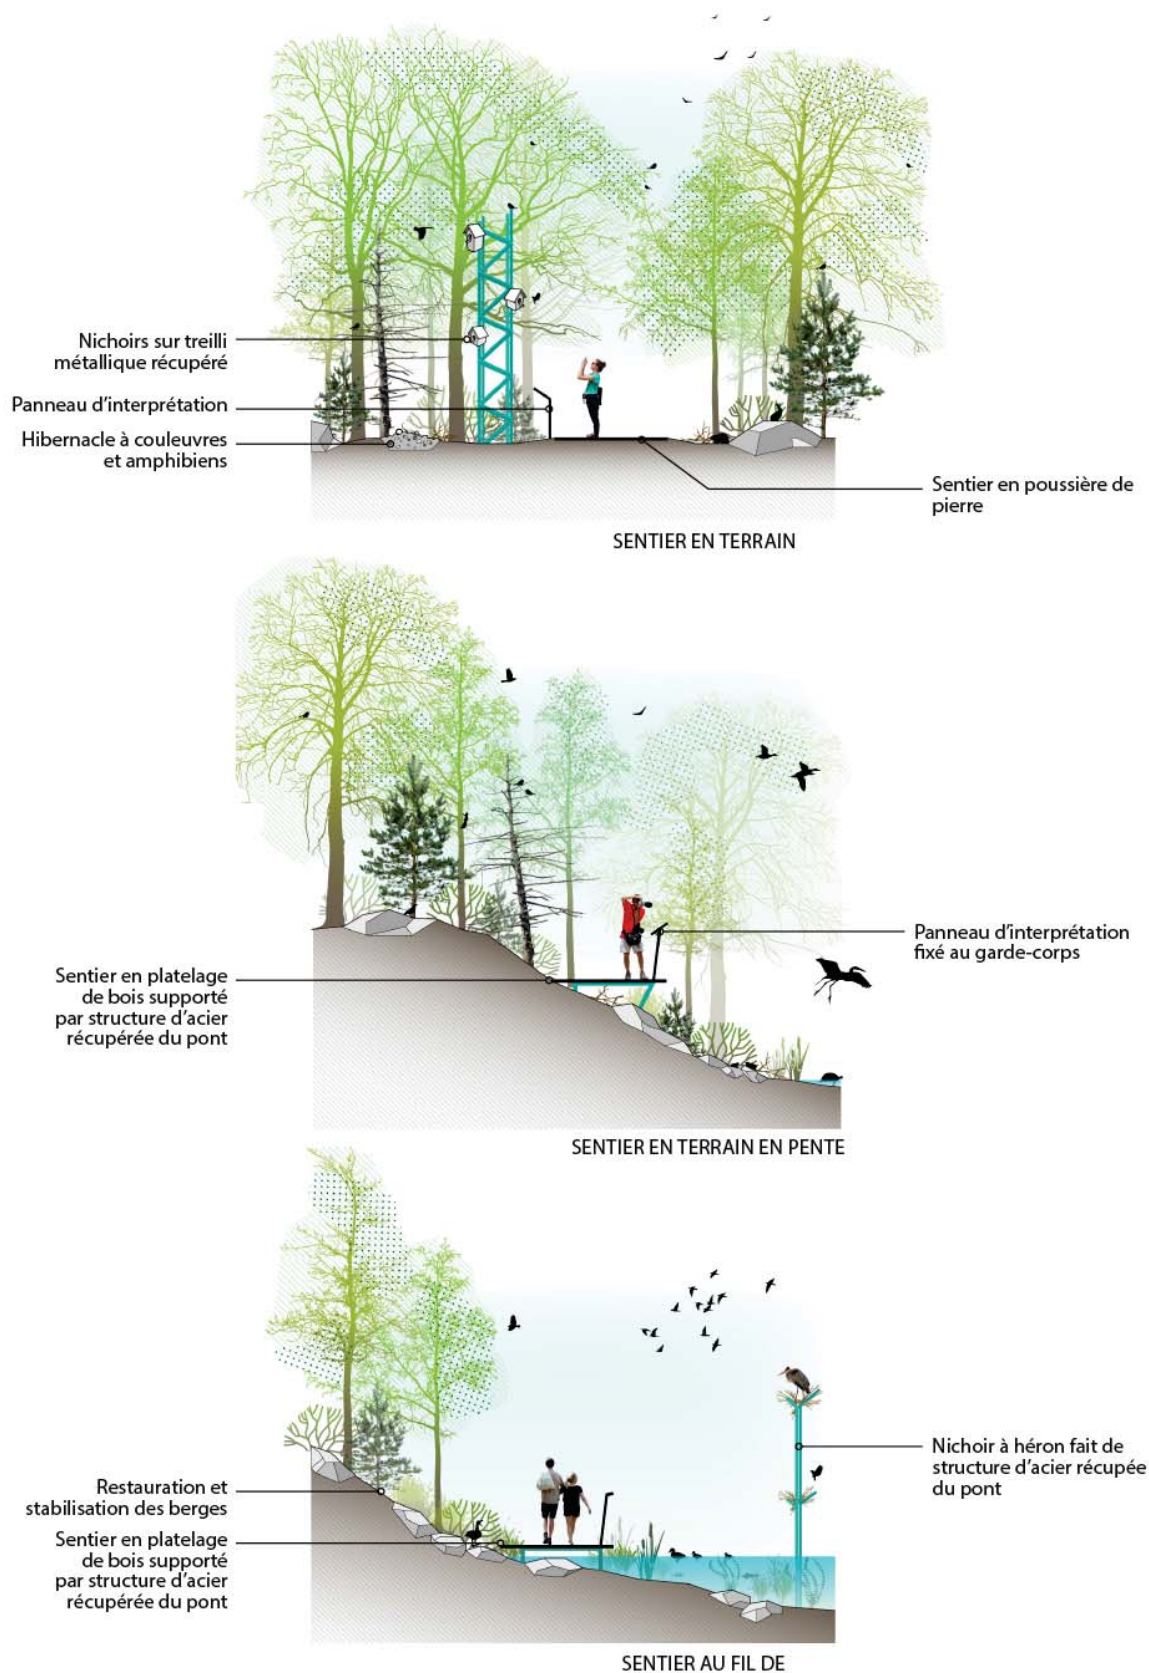 Nichoirs sur treilli
métallique récupéré
Panneau d'interprétation
Hibernacle à couleuvres
et amphibiens
Sentier en poussière de
pierre
SENTIER EN TERRAIN
Panneau d'interprétation
fixé au garde-corps
Sentier en platelage
de bois supporté
par structure d'acier
récupérée du pont
SENTIER EN TERRAIN EN PENTE
Nichoir à héron fait de
structure d'acier récupée
du pont
Restauration et
stabilisation des berges
Sentier en platelage
de bois supporté
par structure d'acier
récupérée du pont
SENTIER AU FIL DE